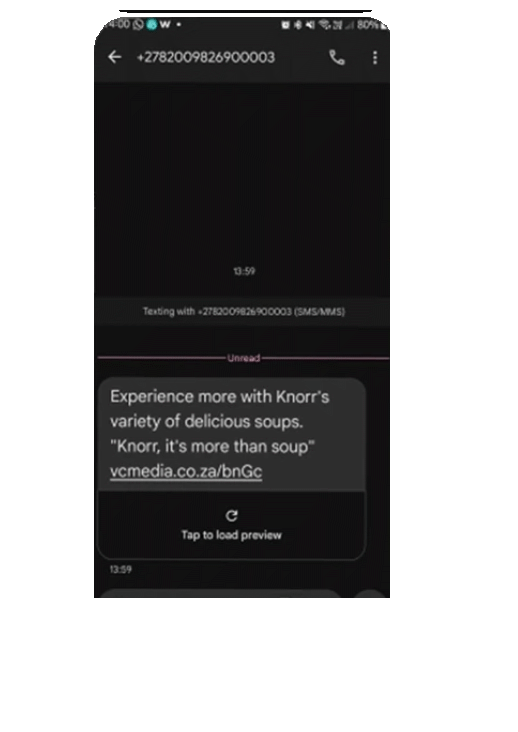 4:00 W • 80%
+2782009826900003
13:59
Texting with +2782009826900003 (SMS/MMS)
Unread
Experience more with Knorr's
variety of delicious soups.
"Knorr, it's more than soup"
vcmedia.co.za/bnGc
Tap to load preview
13:59